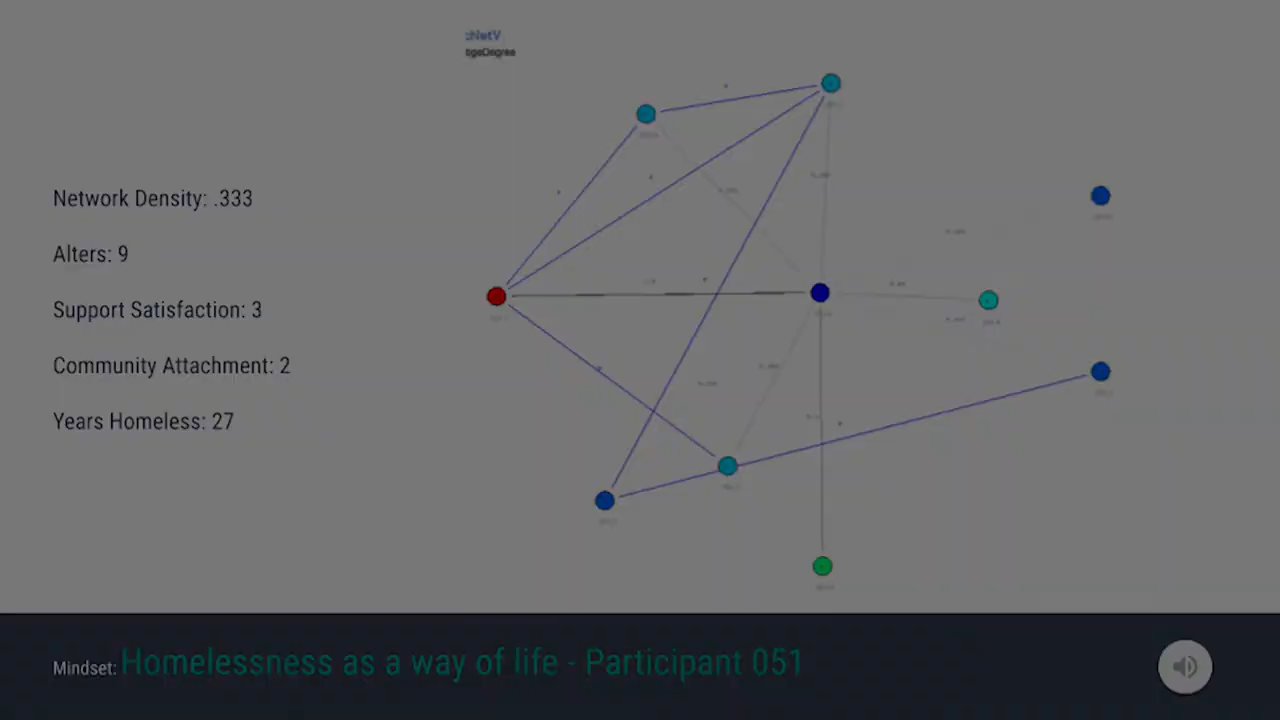 Network Density: .333
Alters: 9
Support Satisfaction: 3
Community Attachment: 2
Years Homeless: 27
Mindset: Homelessness as a way of life - Participant 051